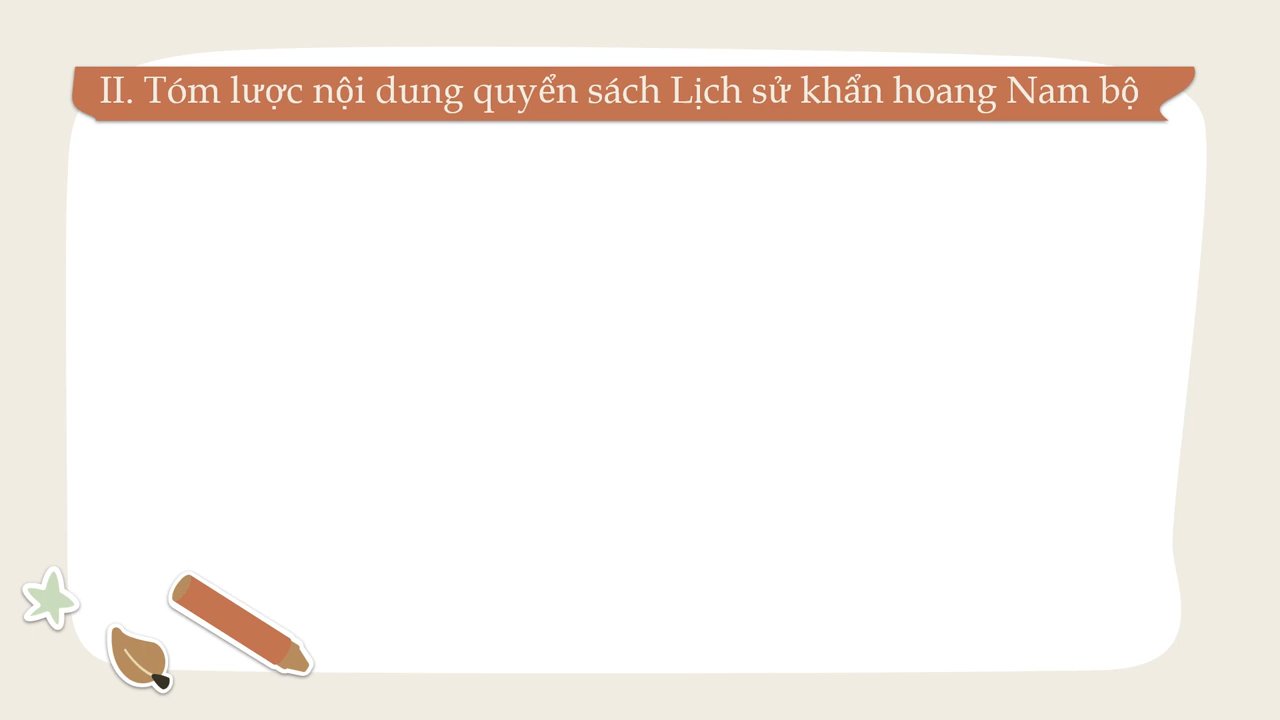 II. Tóm lược nội dung quyển sách Lịch sử khẩn hoang Nam bộ